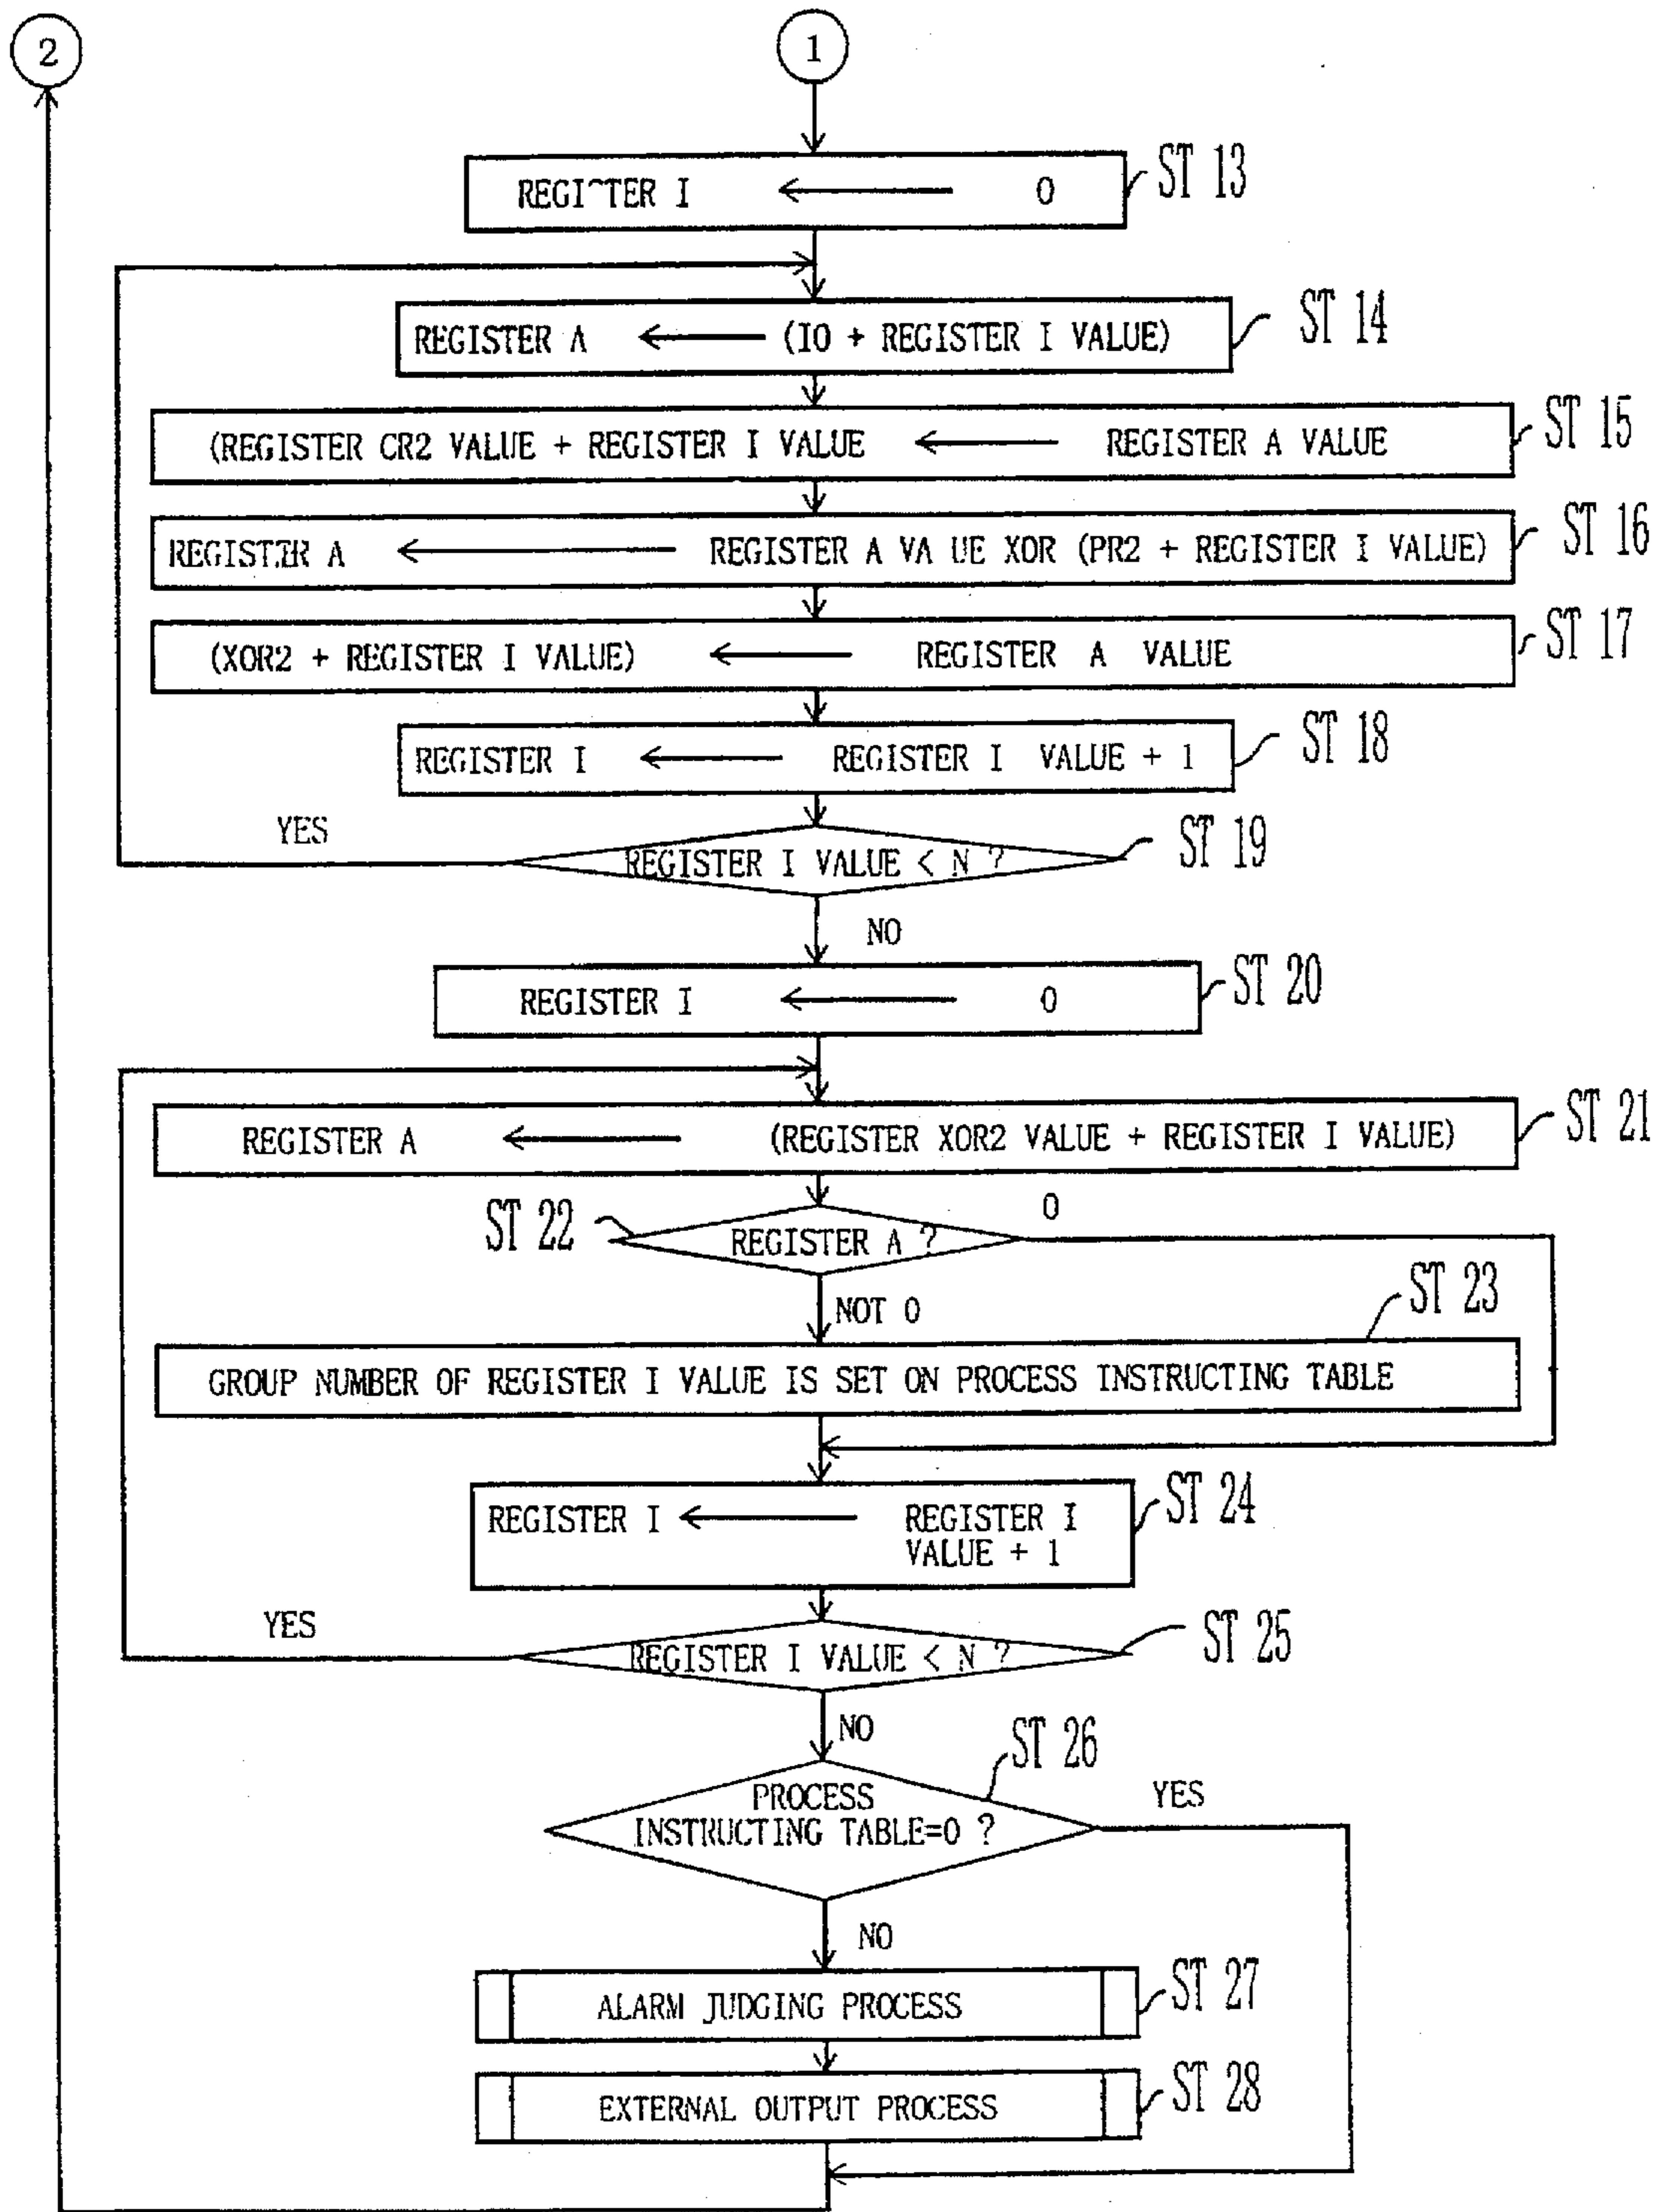 2
1
REGISTER I ← 0
ST 13
REGISTER A ← (IO + REGISTER I VALUE)
ST 14
(REGISTER CR2 VALUE + REGISTER I VALUE ← REGISTER A VALUE
ST 15
REGISTER A ← REGISTER A VALUE XOR (PR2 + REGISTER I VALUE)
ST 16
(XOR2 + REGISTER I VALUE) ← REGISTER A VALUE
ST 17
REGISTER I ← REGISTER I VALUE + 1
ST 18
YES
REGISTER I VALUE < N ?
ST 19
NO
REGISTER I ← 0
ST 20
REGISTER A ← (REGISTER XOR2 VALUE + REGISTER I VALUE)
ST 21
0
ST 22
REGISTER A ?
NOT 0
ST 23
GROUP NUMBER OF REGISTER I VALUE IS SET ON PROCESS INSTRUCTING TABLE
REGISTER I ← REGISTER I
VALUE + 1
ST 24
YES
REGISTER I VALUE < N ?
ST 25
NO
ST 26
PROCESS
INSTRUCTING TABLE=0 ?
YES
NO
ALARM JUDGING PROCESS
ST 27
EXTERNAL OUTPUT PROCESS
ST 28